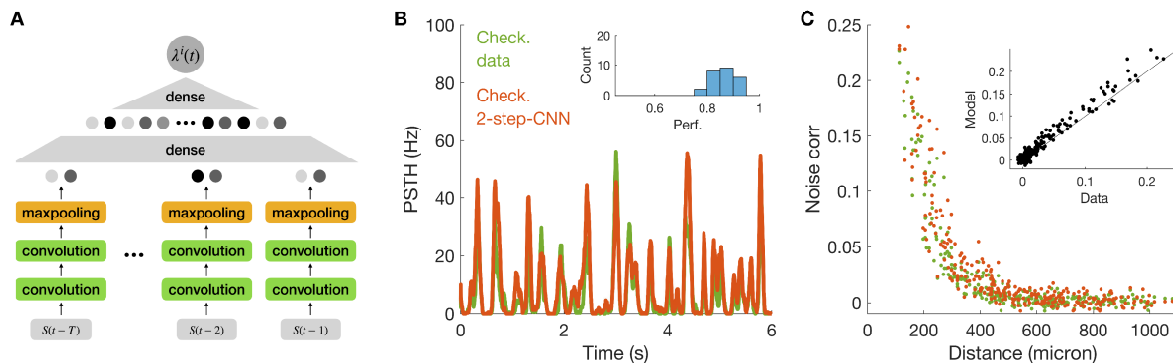 A
λⁱ(t)
dense
dense
maxpooling
maxpooling
maxpooling
convolution
convolution
convolution
convolution
convolution
convolution
S(t − T)
S(t − 2)
S(t − 1)
B
PSTH (Hz)
100
80
60
40
20
0
0
2
4
6
Time (s)
Check.
data
Check.
2-step-CNN
Count
20
10
0
0.6
0.8
1
Perf.
C
Noise corr
0.25
0.2
0.15
0.1
0.05
0
0
200
400
600
800
1000
Distance (micron)
Model
0.2
0.15
0.1
0.05
0
0
0.1
0.2
Data